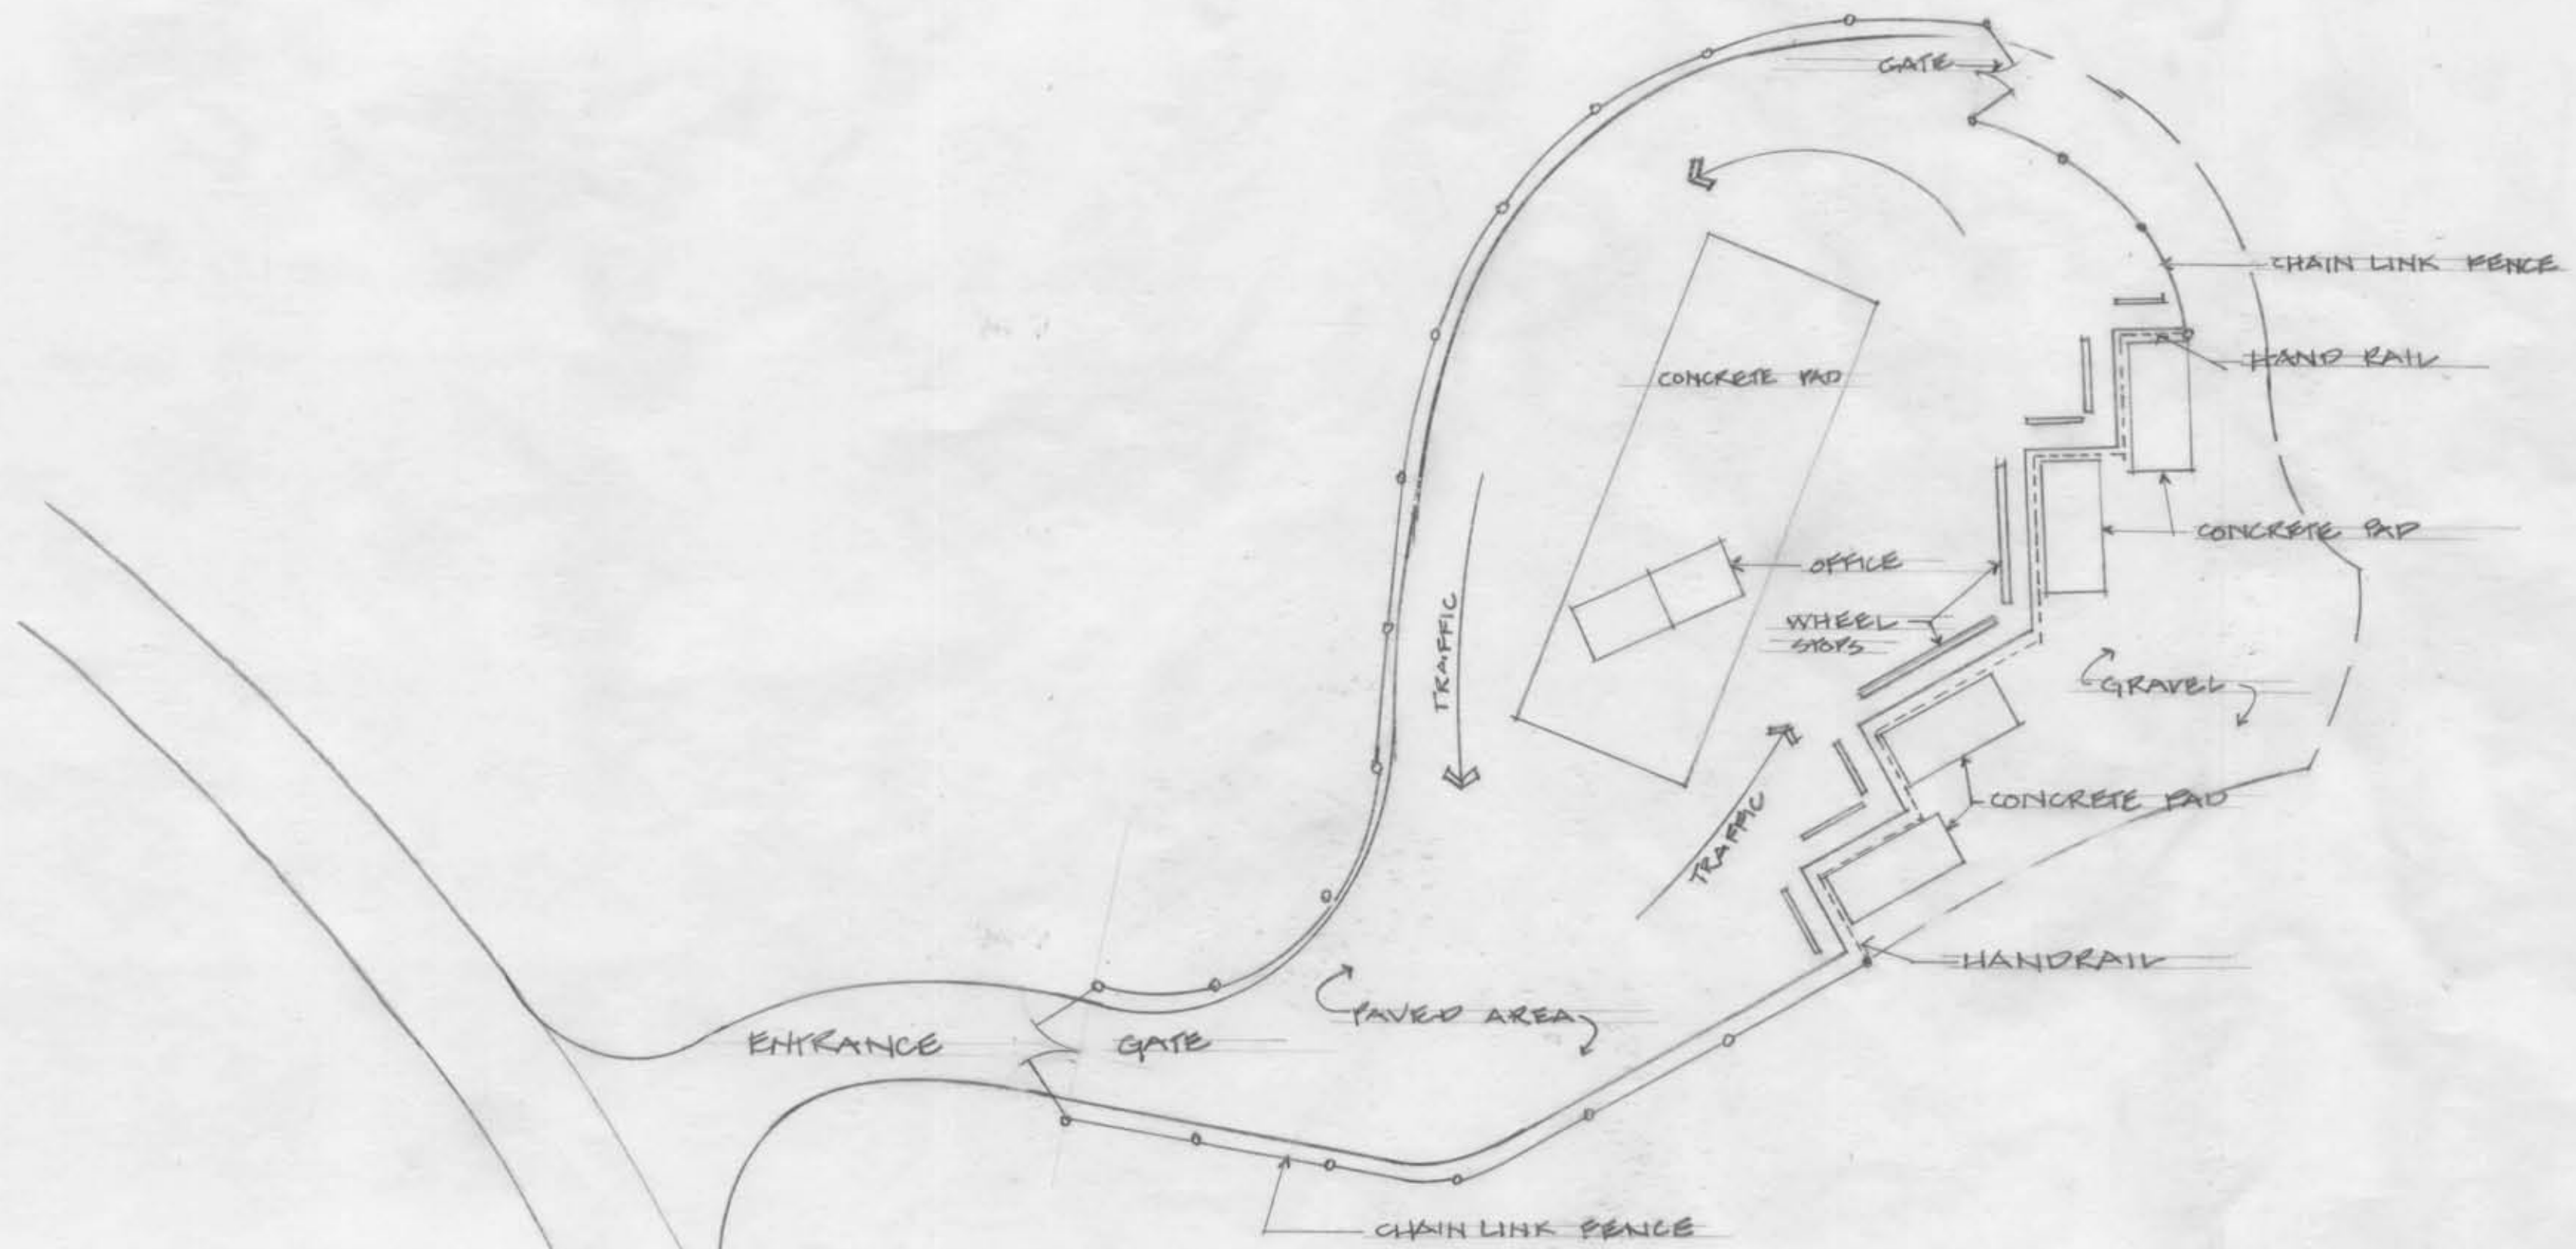 GATE
CHAIN LINK FENCE
HAND RAIL
CONCRETE PAD
CONCRETE PAD
OFFICE
WHEEL
STOPS
TRAFFIC
GRAVEL
CONCRETE PAD
TRAFFIC
HANDRAIL
PAVED AREA
ENTRANCE
GATE
CHAIN LINK FENCE